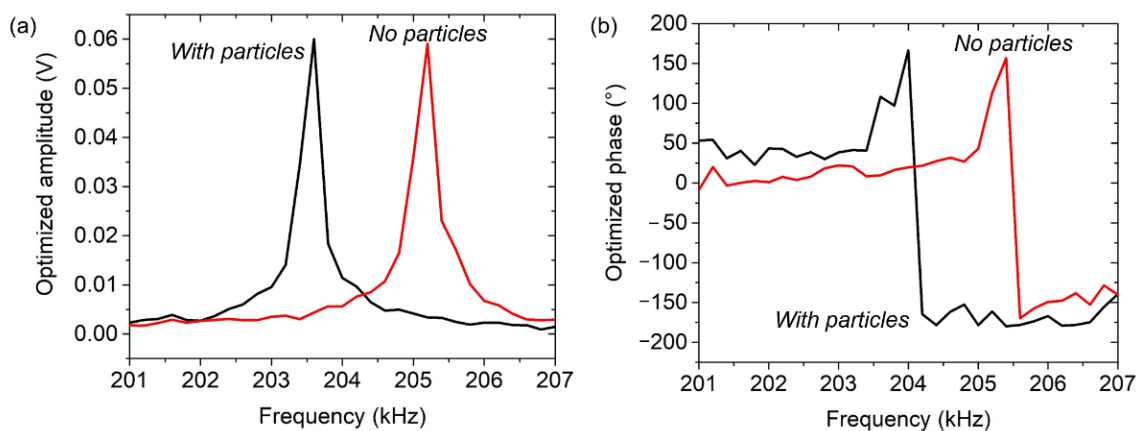 (a)
With particles
No particles
Optimized amplitude (V)
0.06
0.05
0.04
0.03
0.02
0.01
0.00
201 202 203 204 205 206 207
Frequency (kHz)
(b)
No particles
With particles
Optimized phase (°)
200
150
100
50
0
−50
−100
−150
−200
201 202 203 204 205 206 207
Frequency (kHz)